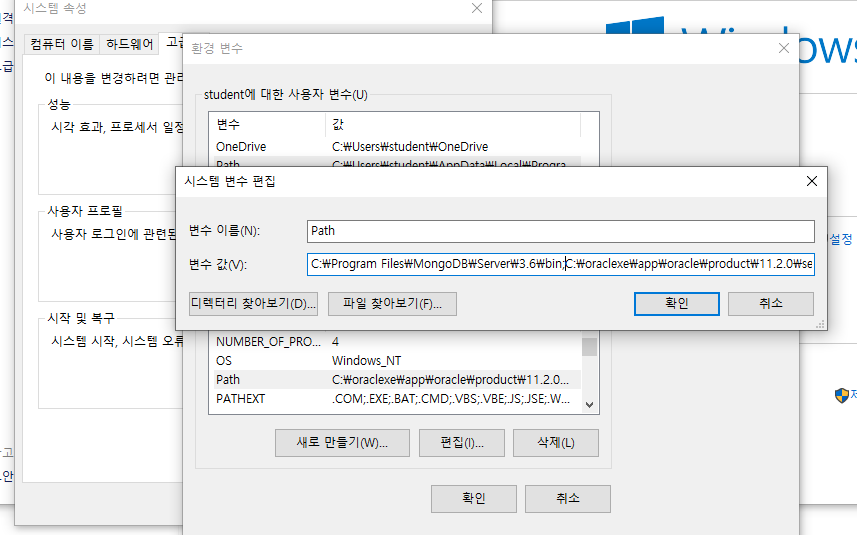 시스템 속성
컴퓨터 이름
하드웨어
고급
이 내용을 변경하려면 관리
성능
시각 효과, 프로세서 일정
사용자 프로필
사용자 로그인에 관련된
시작 및 복구
시스템 시작, 시스템 오류
환경 변수
student에 대한 사용자 변수(U)
변수 값
OneDrive C:₩Users₩student₩OneDrive
Path C:₩Users₩student₩AppData₩Local₩Progra...
시스템 변수 편집
변수 이름(N): Path
변수 값(V): C:₩Program Files₩MongoDB₩Server₩3.6₩bin;C:₩oraclexe₩app₩oracle₩product₩11.2.0₩se
디렉터리 찾아보기(D)... 파일 찾아보기(F)... 확인 취소
NUMBER_OF_PRO... 4
OS Windows_NT
Path C:₩oraclexe₩app₩oracle₩product₩11.2.0...
PATHEXT .COM;.EXE;.BAT;.CMD;.VBS;.VBE;.JS;.JSE;.W...
새로 만들기(W)... 편집(I)... 삭제(L)
확인 취소
Windows
설정